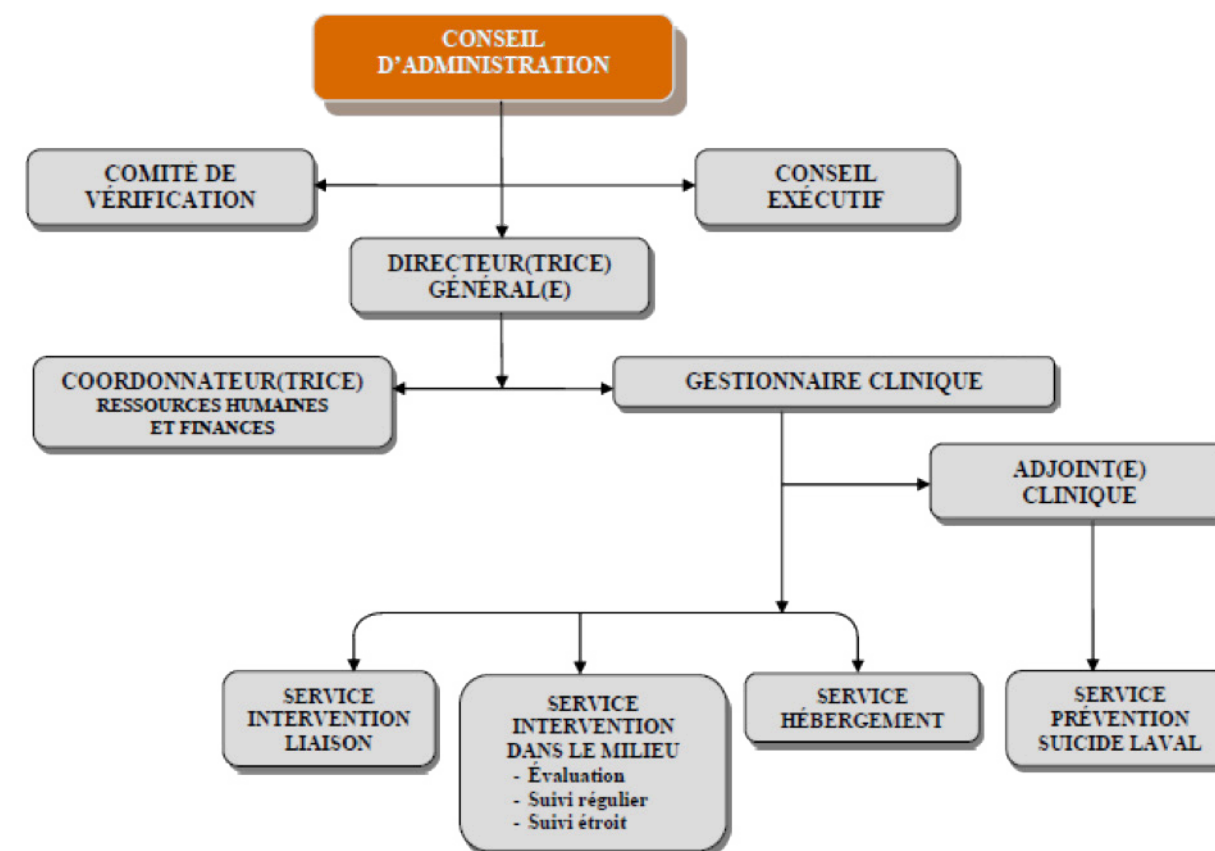 CONSEIL
D'ADMINISTRATION
COMITÉ DE
VÉRIFICATION
CONSEIL
EXÉCUTIF
DIRECTEUR(TRICE)
GÉNÉRAL(E)
COORDONNATEUR(TRICE)
RESSOURCES HUMAINES
ET FINANCES
GESTIONNAIRE CLINIQUE
ADJOINT(E)
CLINIQUE
SERVICE
INTERVENTION
LIAISON
SERVICE
INTERVENTION
DANS LE MILIEU
- Évaluation
- Suivi régulier
- Suivi étroit
SERVICE
HÉBERGEMENT
SERVICE
PRÉVENTION
SUICIDE LAVAL